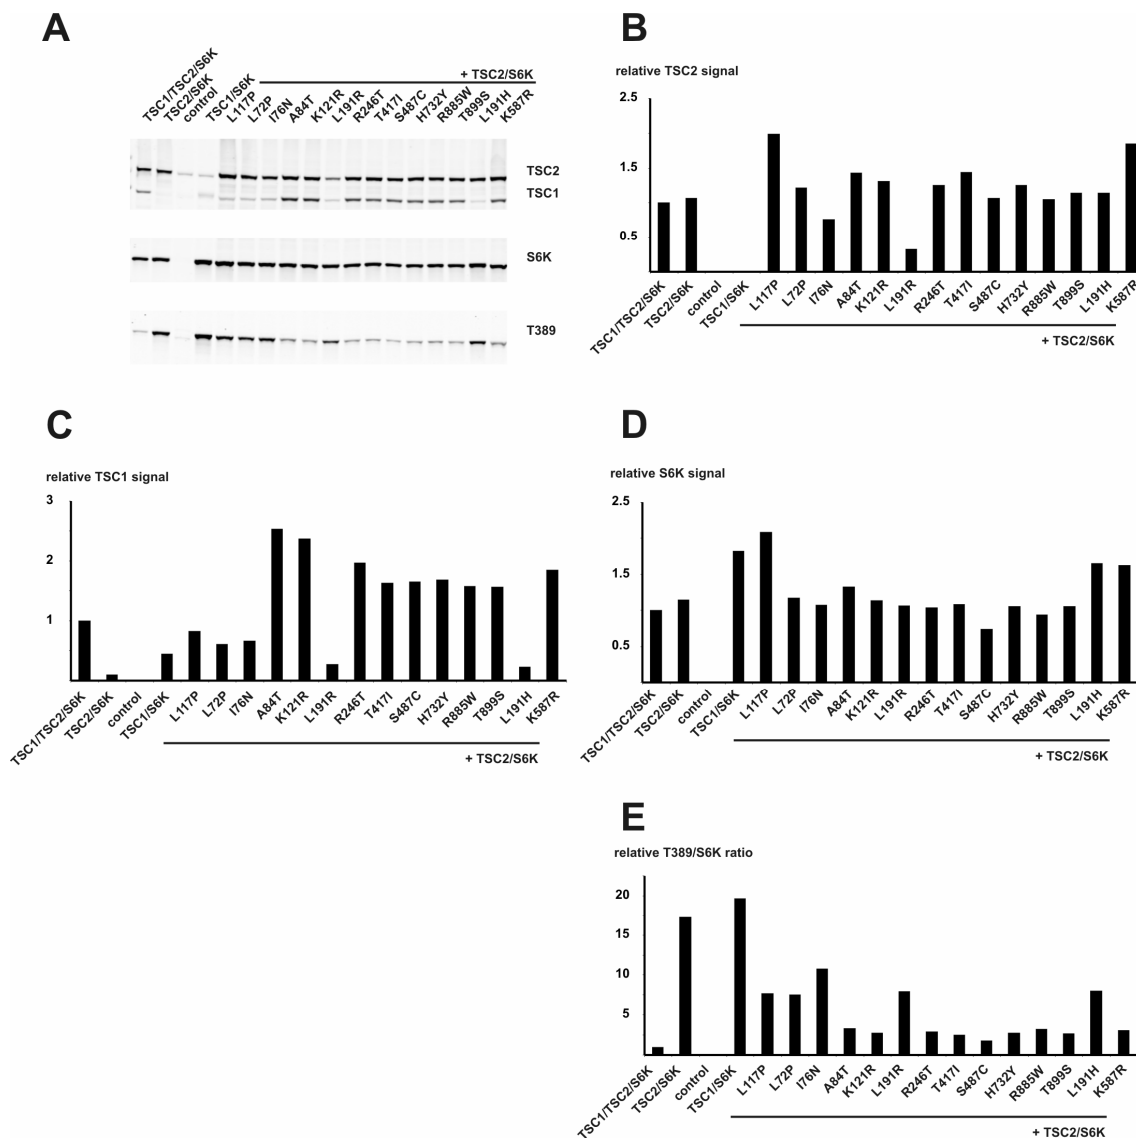 A
TSC1/TSC2/S6K
TSC2/S6K
control
TSC1/S6K
L117P
L72P
I76N
A84T
K121R
L191R
R246T
T417I
S487C
H732Y
R885W
T899S
L191H
K587R
+ TSC2/S6K
TSC2
TSC1
S6K
T389
B
relative TSC2 signal
2.5
1.5
0.5
TSC1/TSC2/S6K
TSC2/S6K
control
TSC1/S6K
L117P
L72P
I76N
A84T
K121R
L191R
R246T
T417I
S487C
H732Y
R885W
T899S
L191H
K587R
+ TSC2/S6K
C
relative TSC1 signal
3
2
1
TSC1/TSC2/S6K
TSC2/S6K
control
TSC1/S6K
L117P
L72P
I76N
A84T
K121R
L191R
R246T
T417I
S487C
H732Y
R885W
T899S
L191H
K587R
+ TSC2/S6K
D
relative S6K signal
2.5
1.5
0.5
TSC1/TSC2/S6K
TSC2/S6K
control
TSC1/S6K
L117P
L72P
I76N
A84T
K121R
L191R
R246T
T417I
S487C
H732Y
R885W
T899S
L191H
K587R
+ TSC2/S6K
E
relative T389/S6K ratio
20
15
10
5
TSC1/TSC2/S6K
TSC2/S6K
control
TSC1/S6K
L117P
L72P
I76N
A84T
K121R
L191R
R246T
T417I
S487C
H732Y
R885W
T899S
L191H
K587R
+ TSC2/S6K